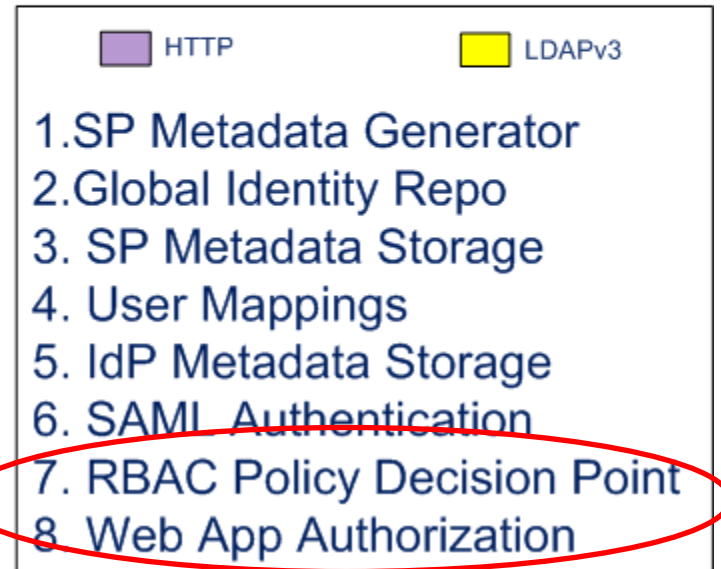 HTTP LDAPv3
1.SP Metadata Generator
2.Global Identity Repo
3. SP Metadata Storage
4. User Mappings
5. IdP Metadata Storage
6. SAML Authentication
7. RBAC Policy Decision Point
8. Web App Authorization